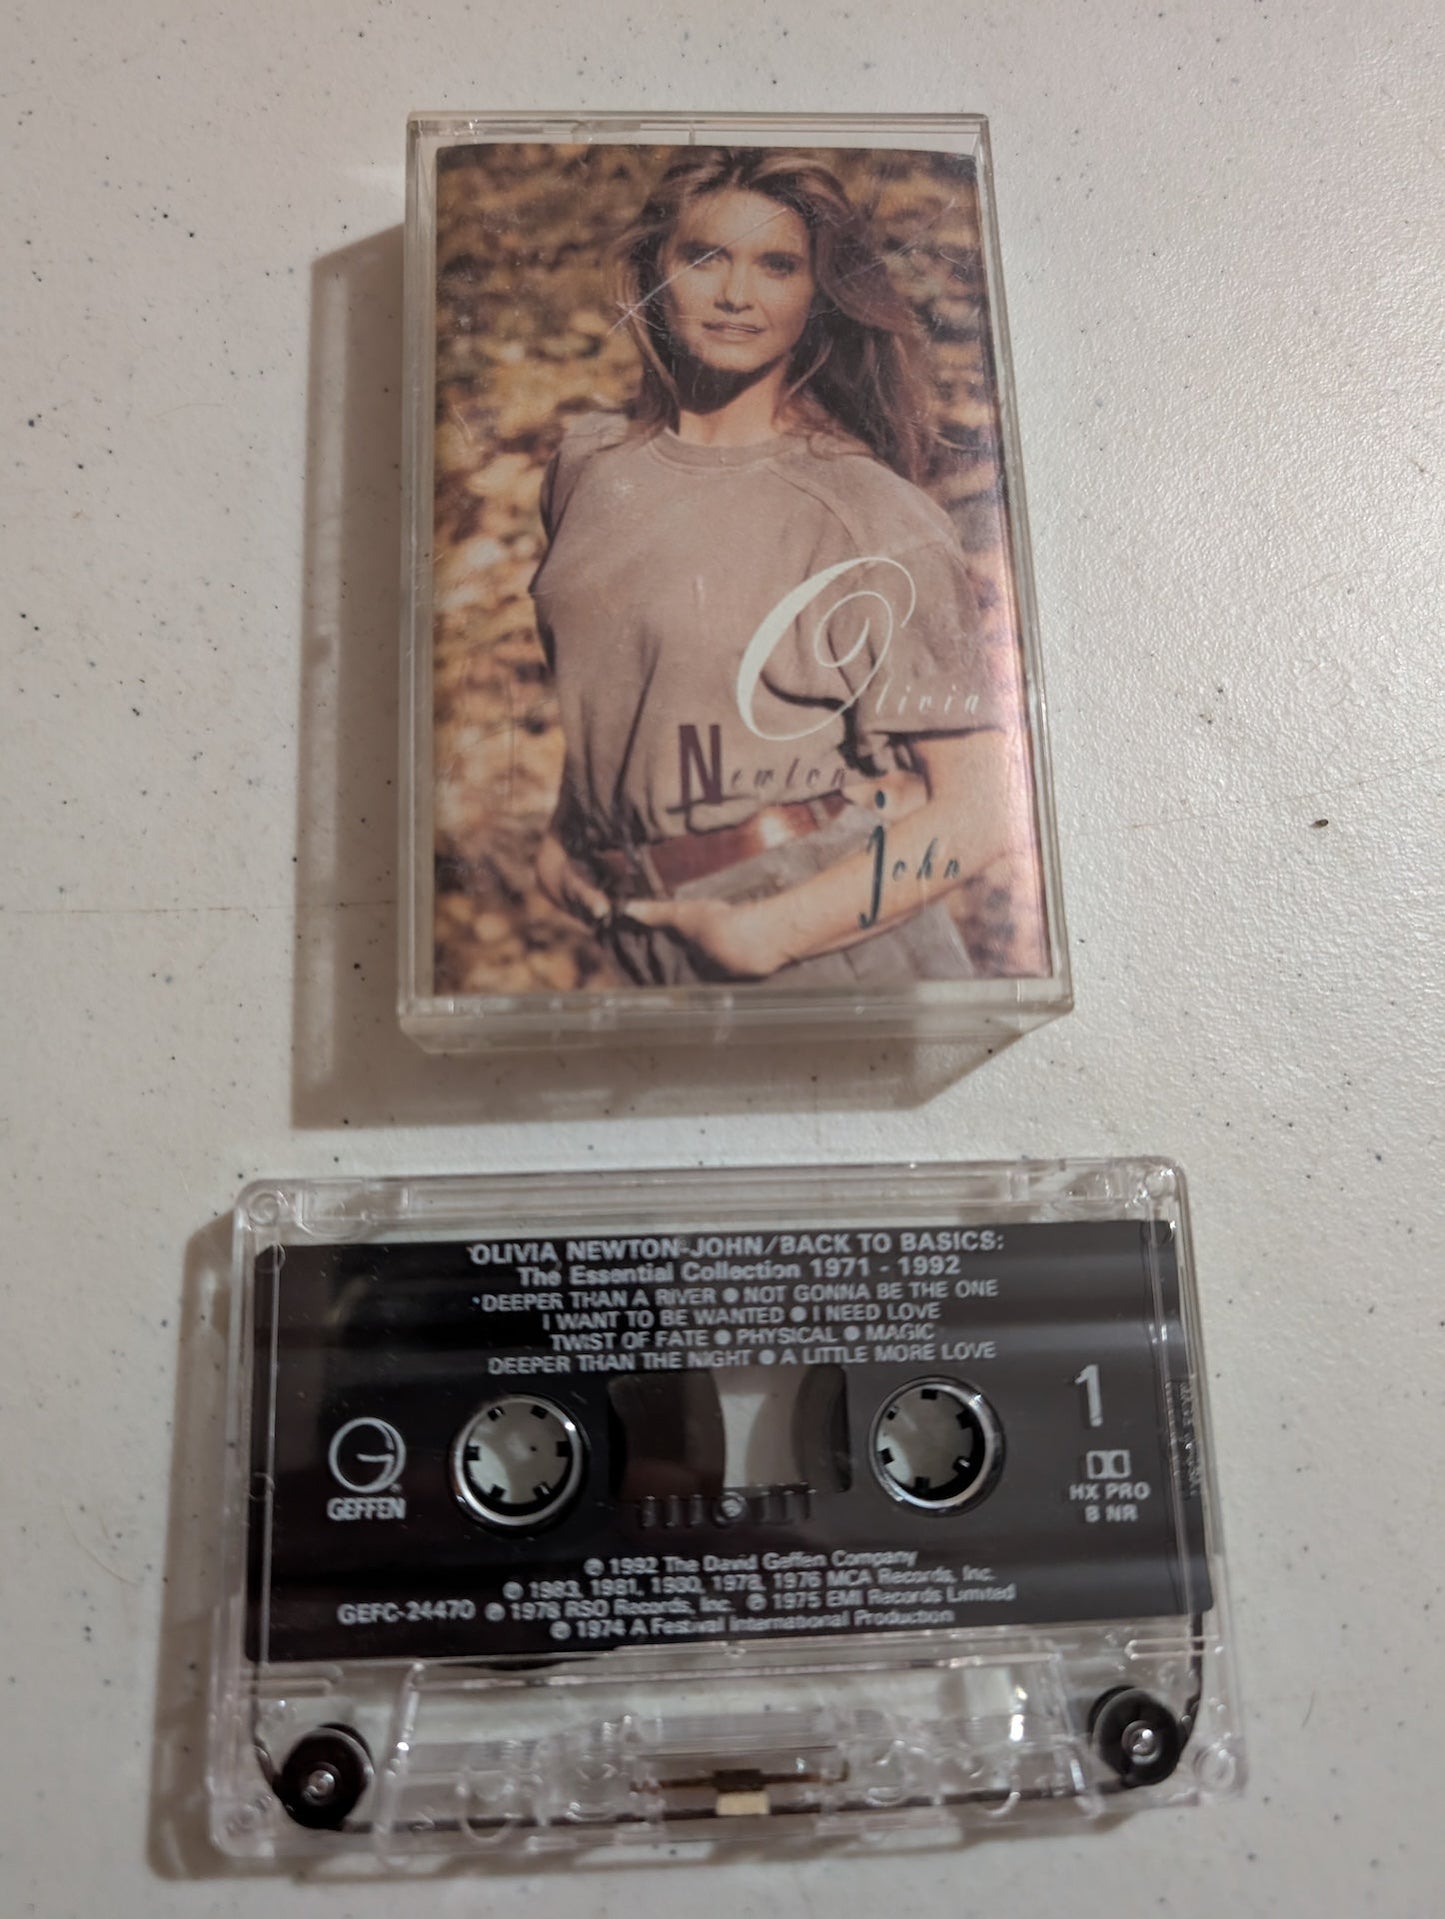 Olivia
Newton
john
OLIVIA NEWTON-JOHN/BACK TO BASICS:
The Essential Collection 1971 - 1992
DEEPER THAN A RIVER ● NOT GONNA BE THE ONE
I WANT TO BE WANTED ● I NEED LOVE
TWIST OF FATE ● PHYSICAL ● MAGIC
DEEPER THAN THE NIGHT ● A LITTLE MORE LOVE
1
GEFFEN
HX PRO
B NR
℗ 1992 The David Geffen Company
℗ 1983, 1981, 1980, 1978, 1976 MCA Records, Inc.
GEFC-24470 ℗ 1978 RSO Records, Inc. ℗ 1975 EMI Records Limited
℗ 1974 A Festival International Production